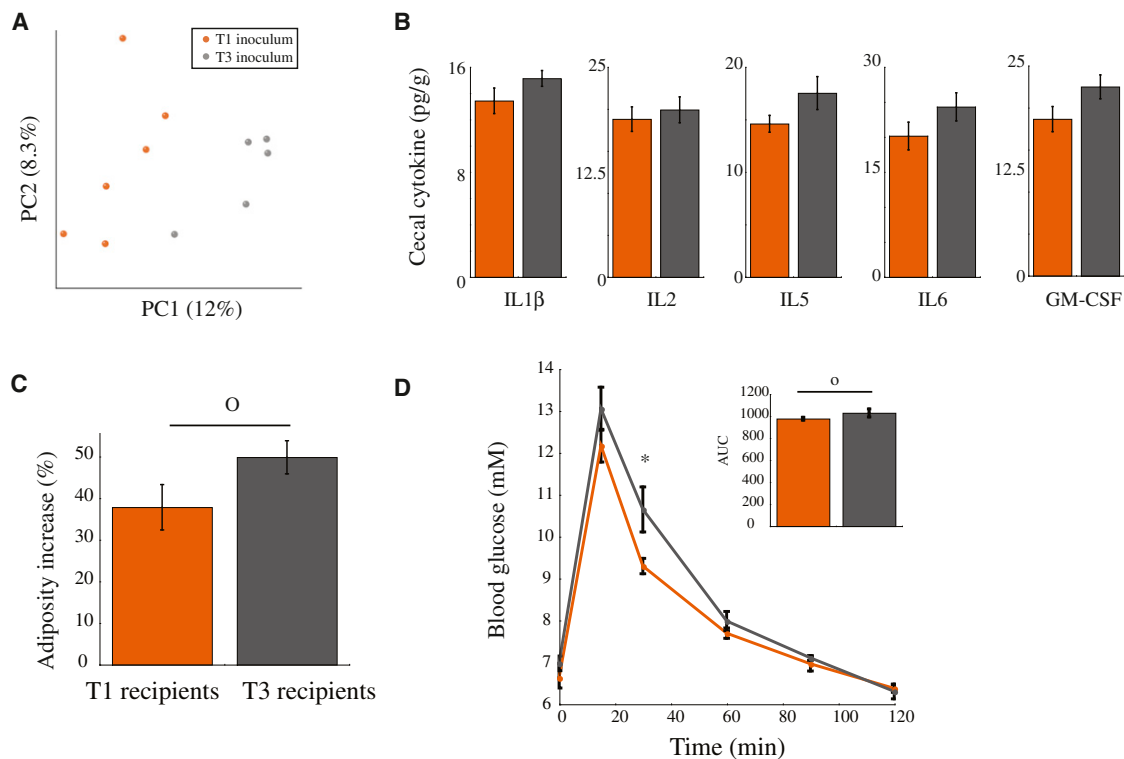 A
T1 inoculum
T3 inoculum
PC2 (8.3%)
PC1 (12%)
B
Cecal cytokine (pg/g)
16
8
0
IL1β
25
12.5
0
IL2
20
10
0
IL5
30
15
0
IL6
25
12.5
0
GM-CSF
C
O
Adiposity increase (%)
50
40
30
20
10
0
T1 recipients
T3 recipients
D
Blood glucose (mM)
14
13
12
11
10
9
8
7
6
*
0
20
40
60
80
100
120
Time (min)
o
AUC
1200
1000
800
600
400
200
0